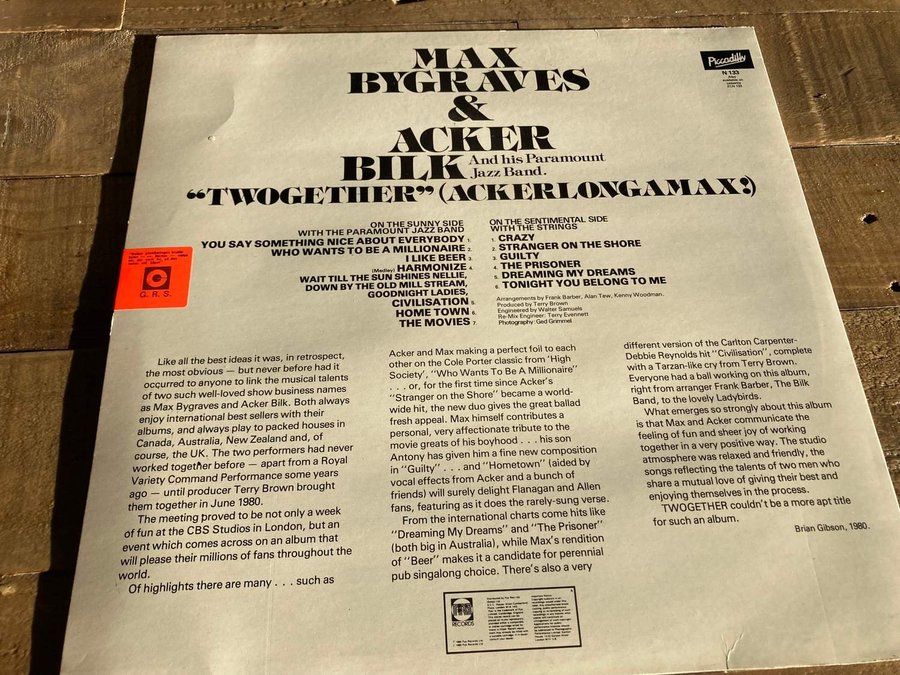 MAX
BYGRAVES
&
ACKER
BILK And his Paramount
Jazz Band.
"TWOGETHER" (ACKERLONGAMAX!)
Piccadilly
N 133
Also
available on
cassette
ZCN 133
ON THE SUNNY SIDE
WITH THE PARAMOUNT JAZZ BAND
YOU SAY SOMETHING NICE ABOUT EVERYBODY 1.
WHO WANTS TO BE A MILLIONAIRE 2.
I LIKE BEER 3.
(Medley) HARMONIZE 4.
WAIT TILL THE SUN SHINES NELLIE,
DOWN BY THE OLD MILL STREAM,
GOODNIGHT LADIES,
CIVILISATION 5.
HOME TOWN 6.
THE MOVIES 7.
ON THE SENTIMENTAL SIDE
WITH THE STRINGS
1. CRAZY
2. STRANGER ON THE SHORE
3. GUILTY
4. THE PRISONER
5. DREAMING MY DREAMS
6. TONIGHT YOU BELONG TO ME
Arrangements by Frank Barber, Alan Tew, Kenny Woodman.
Produced by Terry Brown
Engineered by Walter Samuels
Re-Mix Engineer: Terry Evennett
Photography: Ged Grimmel
G.R.S.
Like all the best ideas it was, in retrospect,
the most obvious — but never before had it
occurred to anyone to link the musical talents
of two such well-loved show business names
as Max Bygraves and Acker Bilk. Both always
enjoy international best sellers with their
albums, and always play to packed houses in
Canada, Australia, New Zealand and, of
course, the UK. The two performers had never
worked together before — apart from a Royal
Variety Command Performance some years
ago — until producer Terry Brown brought
them together in June 1980.
The meeting proved to be not only a week
of fun at the CBS Studios in London, but an
event which comes across on an album that
will please their millions of fans throughout the
world.
Of highlights there are many . . . such as
Acker and Max making a perfect foil to each
other on the Cole Porter classic from 'High
Society', "Who Wants To Be A Millionaire"
. . . or, for the first time since Acker's
"Stranger on the Shore" became a world-
wide hit, the new duo gives the great ballad
fresh appeal. Max himself contributes a
personal, very affectionate tribute to the
movie greats of his boyhood . . . his son
Antony has given him a fine new composition
in "Guilty" . . . and "Hometown" (aided by
vocal effects from Acker and a bunch of
friends) will surely delight Flanagan and Allen
fans, featuring as it does the rarely-sung verse.
From the international charts come hits like
"Dreaming My Dreams" and "The Prisoner"
(both big in Australia), while Max's rendition
of "Beer" makes it a candidate for perennial
pub singalong choice. There's also a very
different version of the Carlton Carpenter-
Debbie Reynolds hit "Civilisation", complete
with a Tarzan-like cry from Terry Brown.
Everyone had a ball working on this album,
right from arranger Frank Barber, The Bilk
Band, to the lovely Ladybirds.
What emerges so strongly about this album
is that Max and Acker communicate the
feeling of fun and sheer joy of working
together in a very positive way. The studio
atmosphere was relaxed and friendly, the
songs reflecting the talents of two men who
share a mutual love of giving their best and
enjoying themselves in the process.
TWOGETHER couldn't be a more apt title
for such an album.
Brian Gibson, 1980.
RECORDS